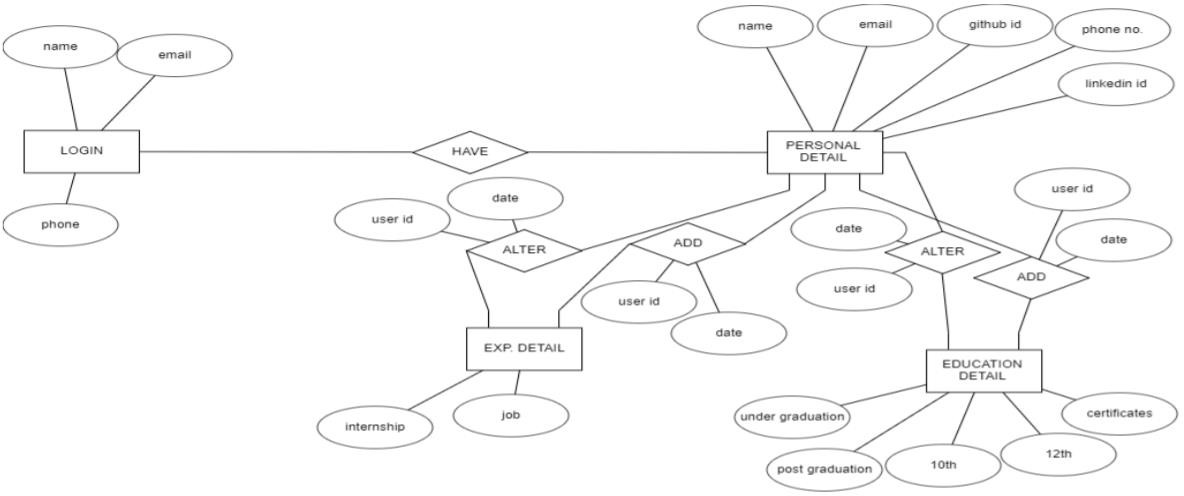 name
email
github id
phone no.
name
email
linkedin id
LOGIN
HAVE
PERSONAL
DETAIL
date
user id
user id
phone
date
date
ALTER
ADD
ALTER
ADD
user id
user id
date
EXP. DETAIL
EDUCATION
DETAIL
internship
job
under graduation
certificates
post graduation
10th
12th